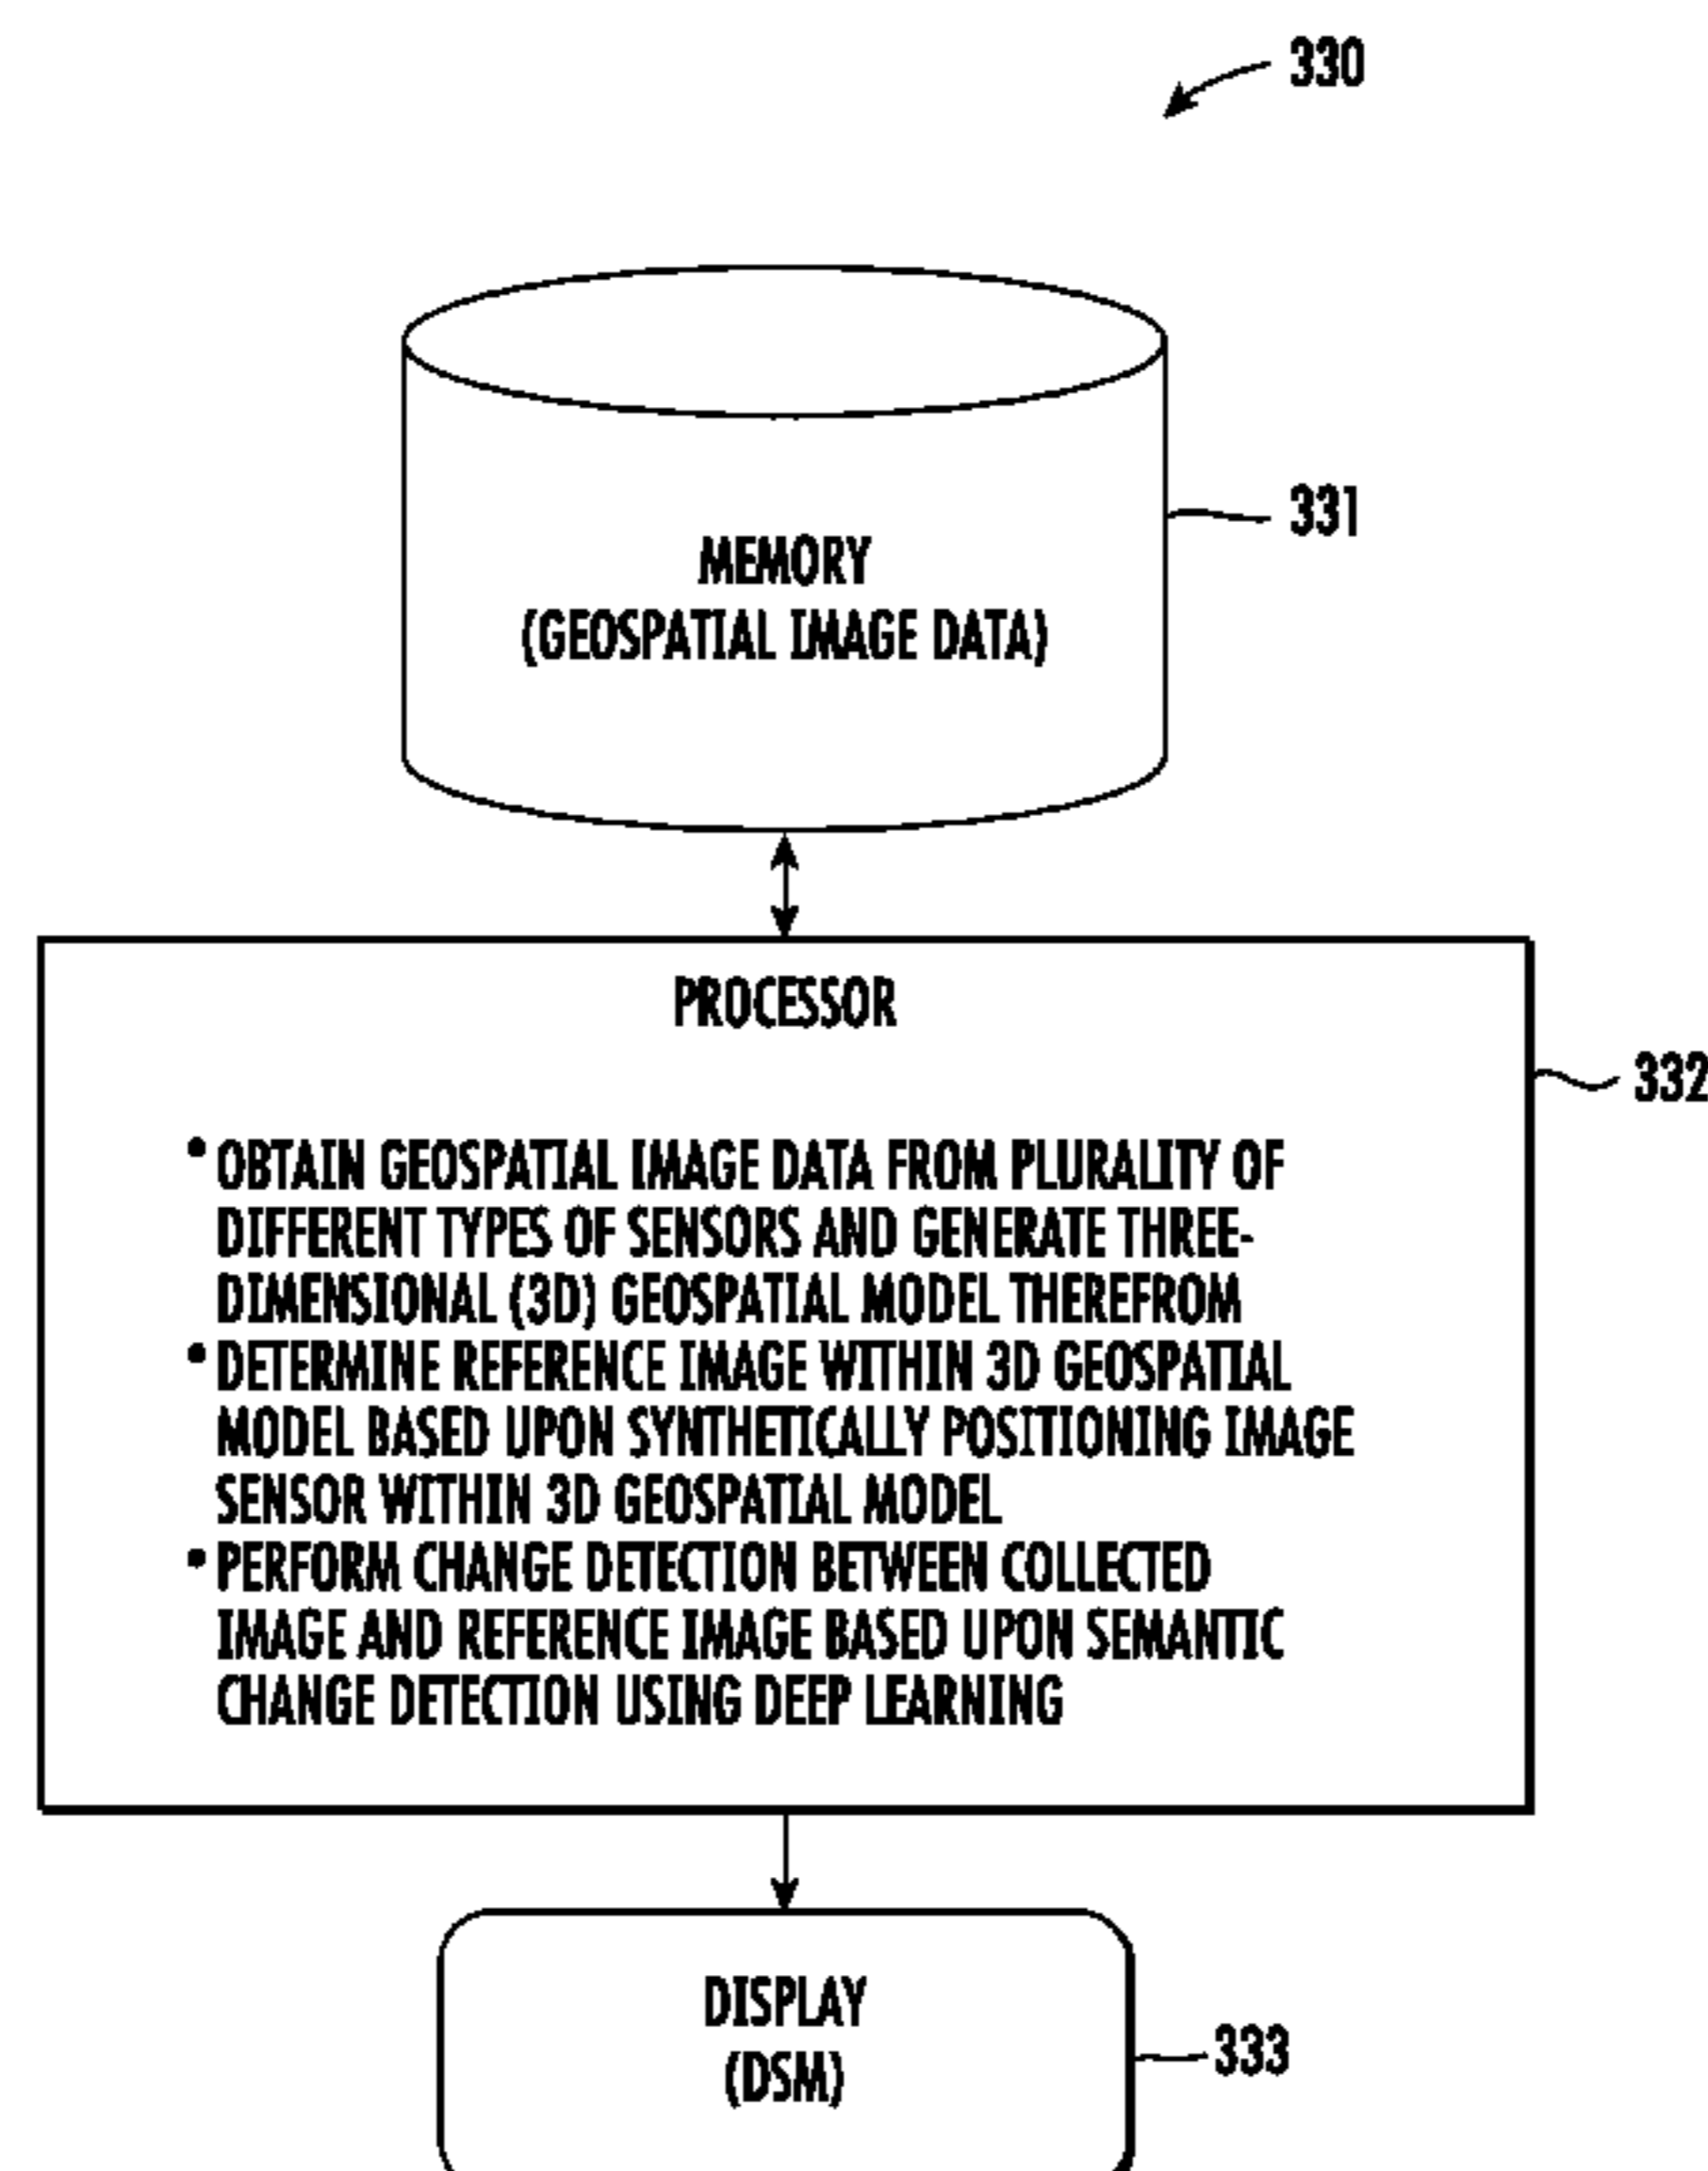 330
331
MEMORY
(GEOSPATIAL IMAGE DATA)
PROCESSOR
332
• OBTAIN GEOSPATIAL IMAGE DATA FROM PLURALITY OF
DIFFERENT TYPES OF SENSORS AND GENERATE THREE-
DIMENSIONAL (3D) GEOSPATIAL MODEL THEREFROM
• DETERMINE REFERENCE IMAGE WITHIN 3D GEOSPATIAL
MODEL BASED UPON SYNTHETICALLY POSITIONING IMAGE
SENSOR WITHIN 3D GEOSPATIAL MODEL
• PERFORM CHANGE DETECTION BETWEEN COLLECTED
IMAGE AND REFERENCE IMAGE BASED UPON SEMANTIC
CHANGE DETECTION USING DEEP LEARNING
DISPLAY
(DSM)
333